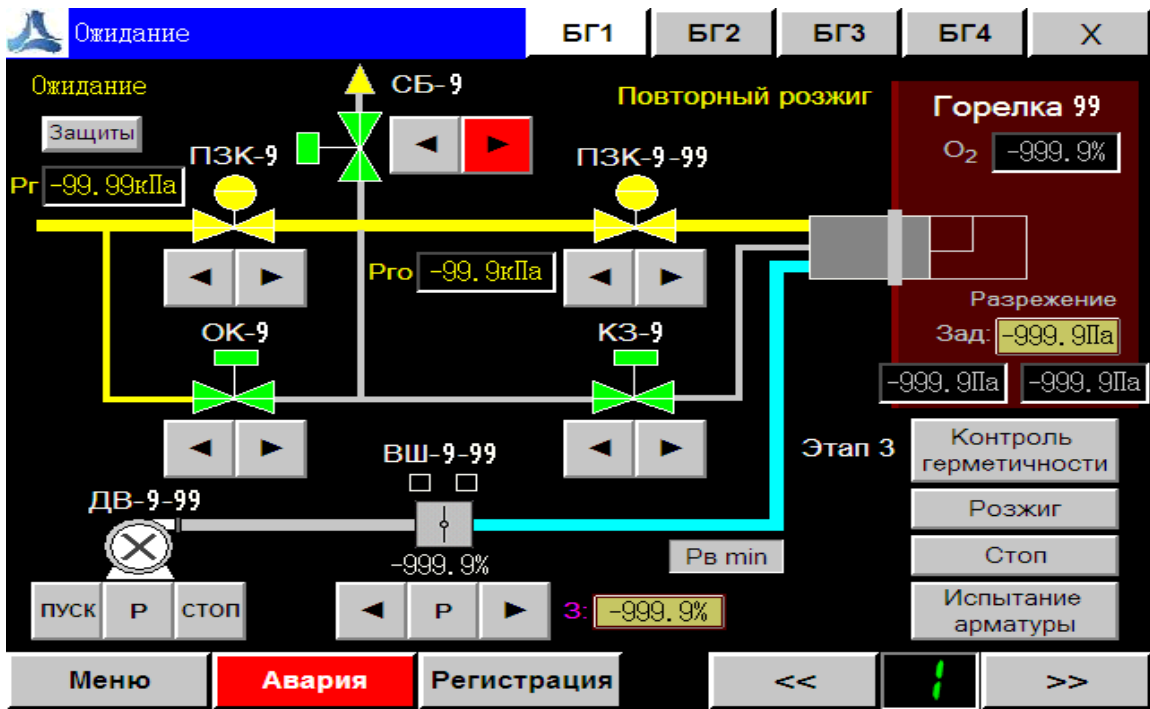 Ожидание
БГ1
БГ2
БГ3
БГ4
X
Ожидание
СБ-9
Повторный розжиг
Горелка 99
Защиты
O2 -999.9%
ПЗК-9
ПЗК-9-99
Рг -99.99кПа
Рго -99.9кПа
Разрежение
ОК-9
КЗ-9
Зад: -999.9Па
-999.9Па
-999.9Па
Этап 3
Контроль
герметичности
ВШ-9-99
ДВ-9-99
Розжиг
Рв min
Стоп
-999.9%
ПУСК
Р
СТОП
Р
З: -999.9%
Испытание
арматуры
Меню
Авария
Регистрация
<<
1
>>